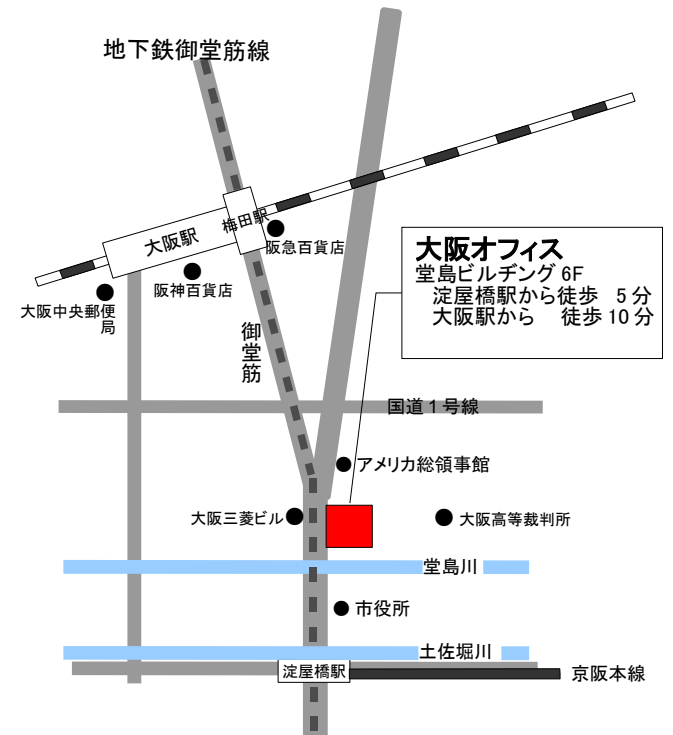 地下鉄御堂筋線
梅田駅
大阪駅
阪急百貨店
阪神百貨店
大阪中央郵便
局
大阪オフィス
堂島ビルヂング 6F
淀屋橋駅から徒歩 5 分
大阪駅から 徒歩 10 分
御堂筋
国道１号線
アメリカ総領事館
大阪三菱ビル
大阪高等裁判所
堂島川
市役所
土佐堀川
淀屋橋駅
京阪本線